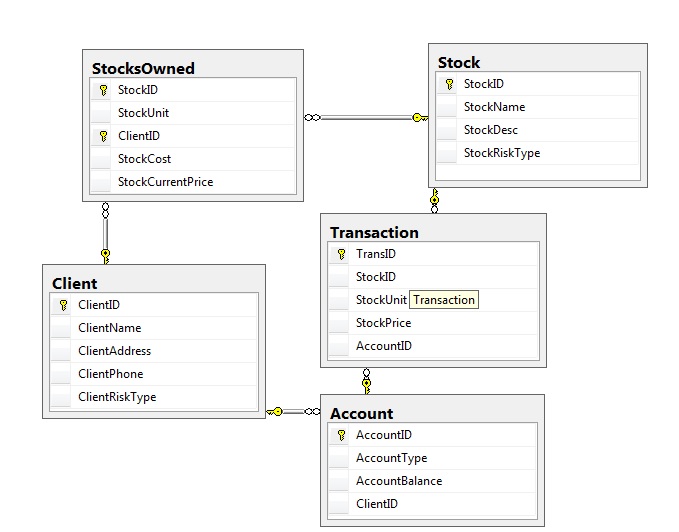 StocksOwned
StockID
StockUnit
ClientID
StockCost
StockCurrentPrice
Stock
StockID
StockName
StockDesc
StockRiskType
Transaction
TransID
StockID
StockUnit Transaction
StockPrice
AccountID
Client
ClientID
ClientName
ClientAddress
ClientPhone
ClientRiskType
Account
AccountID
AccountType
AccountBalance
ClientID